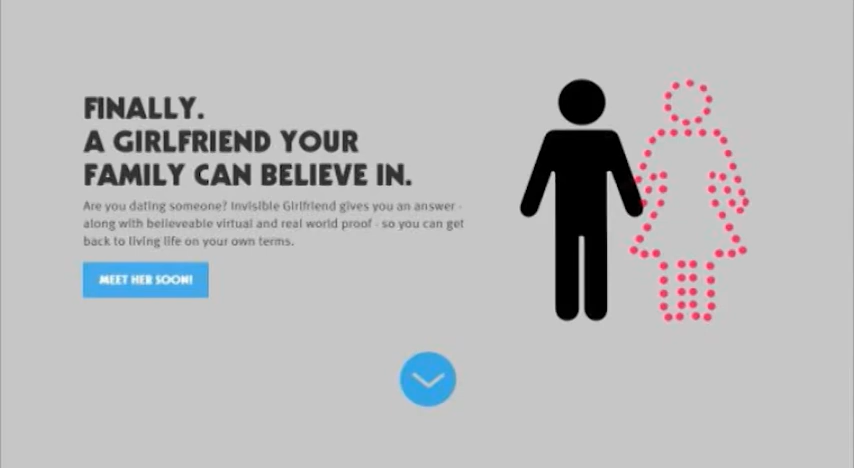 FINALLY.
A GIRLFRIEND YOUR
FAMILY CAN BELIEVE IN.
Are you dating someone? Invisible Girlfriend gives you an answer -
along with believeable virtual and real world proof - so you can get
back to living life on your own terms.
MEET HER SOON!